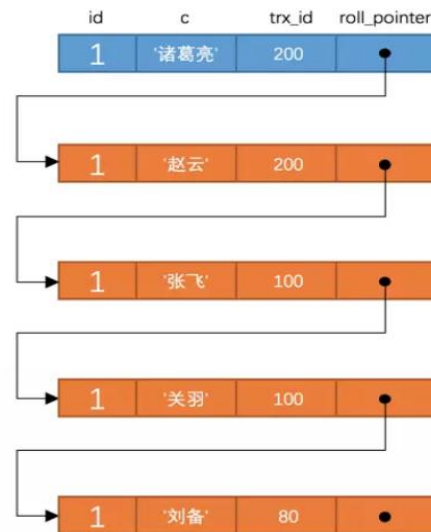 id c trx_id roll_pointer
1 '诸葛亮' 200
1 '赵云' 200
1 '张飞' 100
1 '关羽' 100
1 '刘备' 80